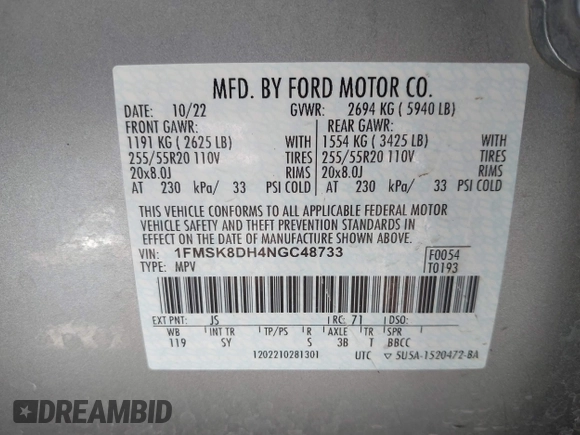 MFD. BY FORD MOTOR CO.
DATE: 10/22 GVWR: 2694 KG ( 5940 LB)
FRONT GAWR: REAR GAWR:
1191 KG ( 2625 LB) WITH 1554 KG ( 3425 LB) WITH
255/55R20 110V TIRES 255/55R20 110V TIRES
20x8.0J RIMS 20x8.0J RIMS
AT 230 kPa/ 33 PSI COLD AT 230 kPa/ 33 PSI COLD
THIS VEHICLE CONFORMS TO ALL APPLICABLE FEDERAL MOTOR
VEHICLE SAFETY AND THEFT PREVENTION STANDARDS
IN EFFECT ON THE DATE OF MANUFACTURE SHOWN ABOVE.
VIN: 1FMSK8DH4NGC48733 F0054
TYPE: MPV T0193
EXT PNT: JS RC: 71 DSO:
WB INT TR TP/PS R AXLE TR SPR
119 SY S 3B T BBCC
1202210281301 UTC ▽ 5U5A-1520472-BA
DREAMBID